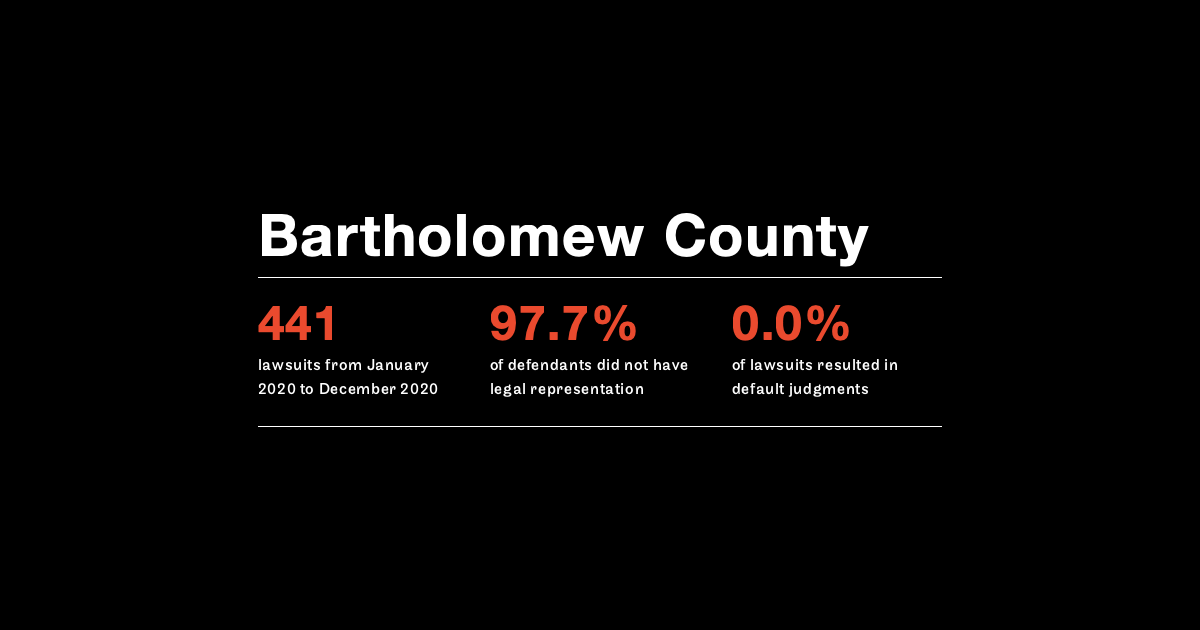 Bartholomew County
441
lawsuits from January
2020 to December 2020
97.7%
of defendants did not have
legal representation
0.0%
of lawsuits resulted in
default judgments